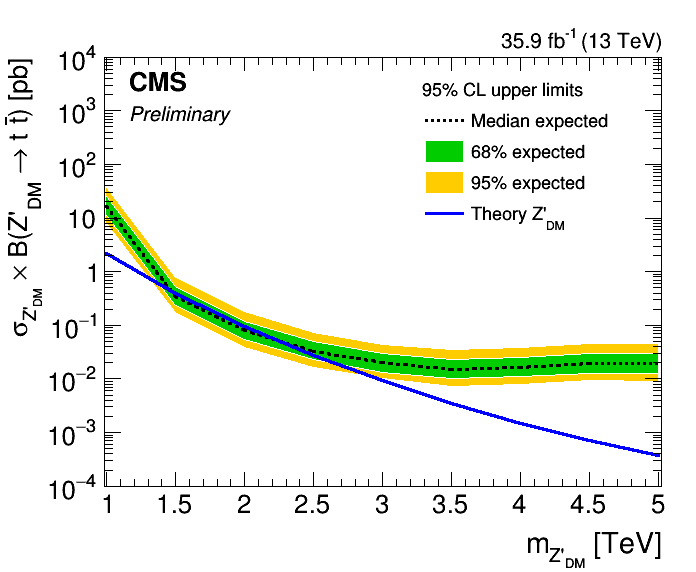 35.9 fb⁻¹ (13 TeV)
CMS
Preliminary
95% CL upper limits
Median expected
68% expected
95% expected
Theory Z'DM
σZ'DM × B(Z'DM → t t̄) [pb]
10⁴
10³
10²
10
1
10⁻¹
10⁻²
10⁻³
10⁻⁴
1 1.5 2 2.5 3 3.5 4 4.5 5
mZ'DM [TeV]